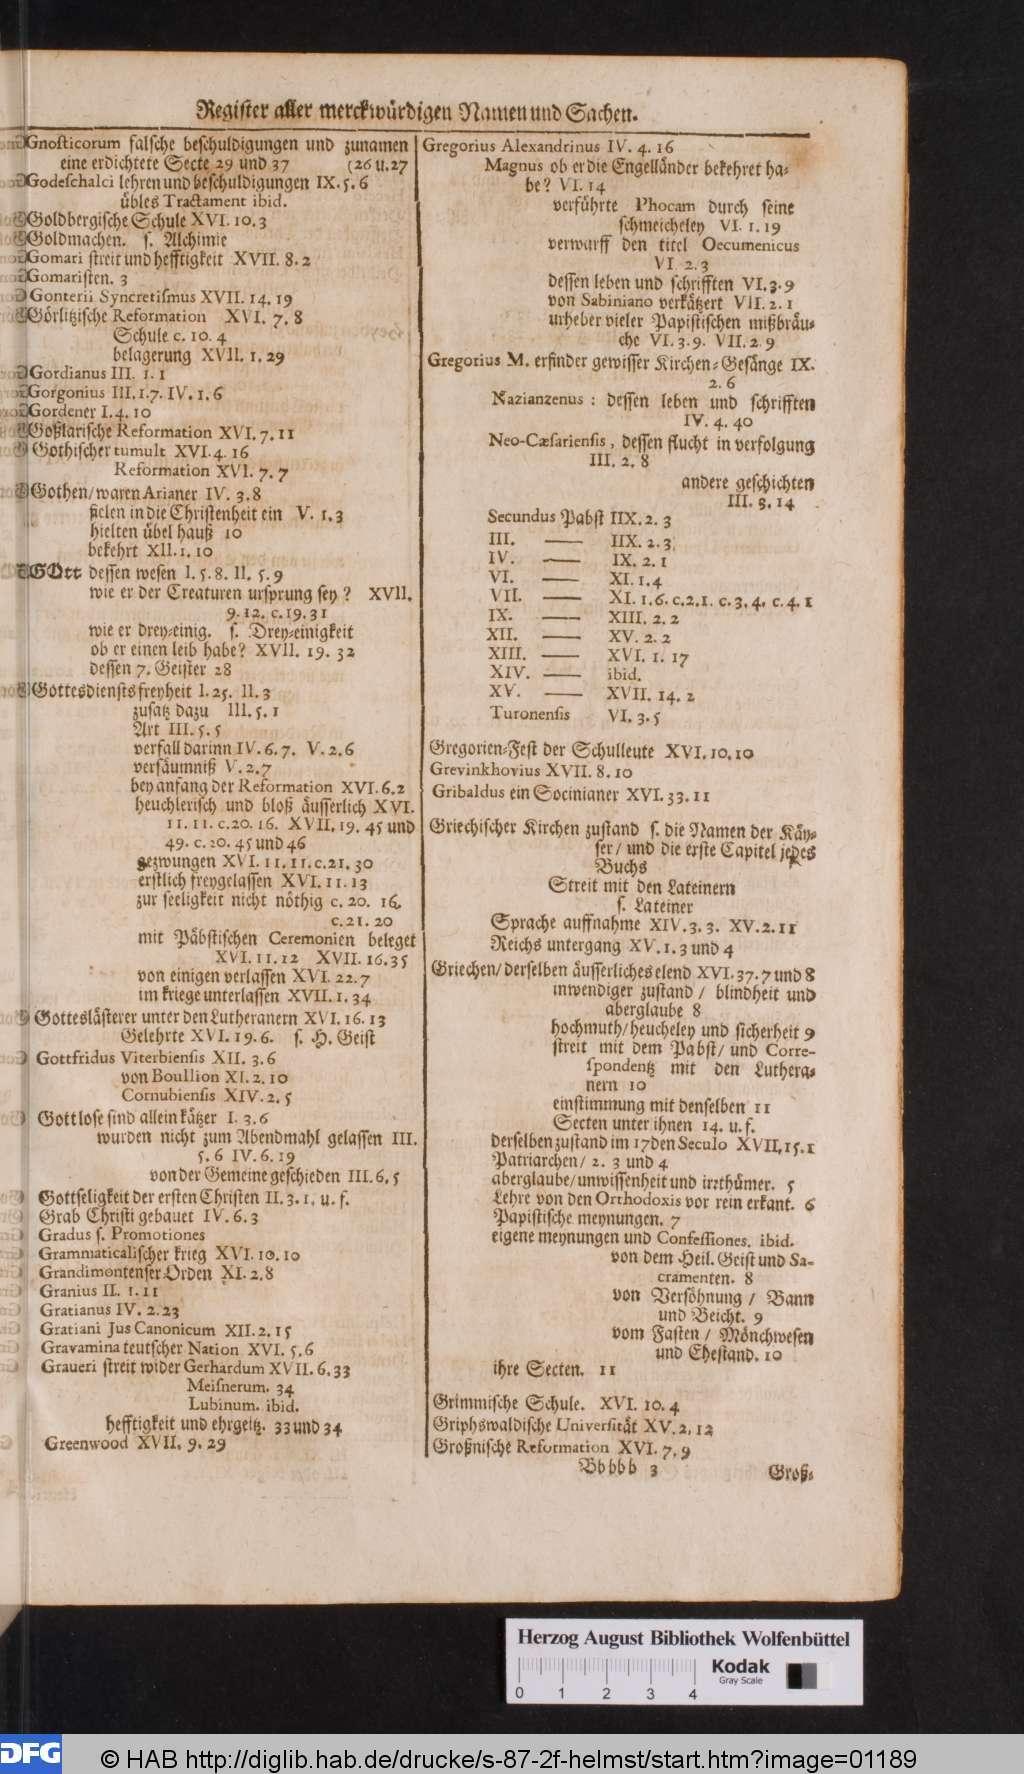 Register aller merckwürdigen Namen und Sachen.
Gnosticorum falsche beschuldigungen und zunamen
eine erdichtete Secte 29 und 37 (26 u. 27
Godeschalci lehren und beschuldigungen IX. 5. 6
übles Tractament ibid.
Goldbergische Schule XVI. 10. 3
Goldmachen. s. Alchimie
Gomari streit und hefftigkeit XVII. 8. 2
Gomaristen. 3
Gonterii Syncretismus XVII. 14. 19
Görlitzische Reformation XVI. 7. 8
Schule c. 10. 4
belagerung XVII. 1. 29
Gordianus III. 1. 1
Gorgonius III. 1. 7. IV. 1. 6
Gordener I. 4. 10
Goßlarische Reformation XVI. 7. 11
Gothischer tumult XVI. 4. 16
Reformation XVI. 7. 7
Gothen/ waren Arianer IV. 3. 8
fielen in die Christenheit ein V. 1. 3
hielten übel hauß 10
bekehrt XII. 1. 10
GOtt dessen wesen I. 5. 8. II. 5. 9
wie er der Creaturen ursprung sey? XVII.
9. 12. c. 19. 31
wie er drey-einig. s. Drey-einigkeit
ob er einen leib habe? XVII. 19. 32
dessen 7. Geister 28
Gottesdiensts freyheit I. 25. II. 3
zusatz dazu III. 5. 1
Art III. 5. 5
verfall darinn IV. 6. 7. V. 2. 6
versäumniß V. 2. 7
bey anfang der Reformation XVI. 6. 2
heuchlerisch und bloß äusserlich XVI.
11. 11. c. 20. 16. XVII. 19. 45 und
49. c. 20. 45 und 46
gezwungen XVI. 11. 11. c. 21. 30
erstlich freygelassen XVI. 11. 13
zur seeligkeit nicht nöthig c. 20. 16.
c. 21. 20
mit Päbstischen Ceremonien beleget
XVI. 11. 12 XVII. 16. 35
von einigen verlassen XVI. 22. 7
im kriege unterlassen XVII. 1. 34
Gotteslästerer unter den Lutheranern XVI. 16. 13
Gelehrte XVI. 19. 6. s. H. Geist
Gottfridus Viterbiensis XII. 3. 6
von Boullion XI. 2. 10
Cornubiensis XIV. 2. 5
Gottlose sind allein kätzer I. 3. 6
wurden nicht zum Abendmahl gelassen III.
5. 6 IV. 6. 19
von der Gemeine geschieden III. 6. 5
Gottseligkeit der ersten Christen II. 3. 1. u. f.
Grab Christi gebauet IV. 6. 3
Gradus s. Promotiones
Grammaticalischer krieg XVI. 10. 10
Grandimontenser Orden XI. 2. 8
Granius II. 1. 11
Gratianus IV. 2. 23
Gratiani Jus Canonicum XII. 2. 15
Gravamina teutscher Nation XVI. 5. 6
Graueri streit wider Gerhardum XVII. 6. 33
Meisnerum. 34
Lubinum. ibid.
hefftigkeit und ehrgeitz. 33 und 34
Greenwood XVII. 9. 29
Gregorius Alexandrinus IV. 4. 16
Magnus ob er die Engelländer bekehret ha-
be? VI. 14
verführte Phocam durch seine
schmeicheley VI. 1. 19
verwarff den titel Oecumenicus
VI. 2. 3
dessen leben und schrifften VI. 3. 9
von Sabiniano verkätzert VII. 2. 1
urheber vieler Papistischen mißbräu-
che VI. 3. 9. VII. 2. 9
Gregorius M. erfinder gewisser Kirchen-Gesänge IX.
2. 6
Nazianzenus: dessen leben und schrifften
IV. 4. 40
Neo-Cæsariensis, dessen flucht in verfolgung
III. 2. 8
andere geschichten
III. 3. 14
Secundus Pabst IIX. 2. 3
III. — IIX. 2. 3
IV. — IX. 2. 1
VI. — XI. 1. 4
VII. — XI. 1. 6. c. 2. 1. c. 3. 4. c. 4. 1
IX. — XIII. 2. 2
XII. — XV. 2. 2
XIII. — XVI. 1. 17
XIV. — ibid.
XV. — XVII. 14. 2
Turonensis VI. 3. 5
Gregorien-Fest der Schulleute XVI. 10. 10
Grevinkhovius XVII. 8. 10
Gribaldus ein Socinianer XVI. 33. 11
Griechischer Kirchen zustand s. die Namen der Käy-
ser/ und die erste Capitel jedes
Buchs
Streit mit den Lateinern
s. Lateiner
Sprache auffnahme XIV. 3. 3. XV. 2. 11
Reichs untergang XV. 1. 3 und 4
Griechen/ derselben äusserliches elend XVI. 37. 7 und 8
inwendiger zustand/ blindheit und
aberglaube 8
hochmuth/ heucheley und sicherheit 9
streit mit dem Pabst/ und Corre-
spondentz mit den Luthera-
nern 10
einstimmung mit denselben 11
Secten unter ihnen 14. u. f.
derselben zustand im 17den Seculo XVII. 15. 1
Patriarchen/ 2. 3 und 4
aberglaube/ unwissenheit und irrthümer. 5
Lehre von den Orthodoxis vor rein erkant. 6
Papistische meynungen. 7
eigene meynungen und Confessiones. ibid.
von dem Heil. Geist und Sa-
cramenten. 8
von Versöhnung/ Bann
und Beicht. 9
vom Fasten/ Mönchwesen
und Ehestand. 10
ihre Secten. 11
Grimmische Schule. XVI. 10. 4
Griphswaldische Universität XV. 2. 12
Großnische Reformation XVI. 7. 9
Bbbbb 3 Groß-
Herzog August Bibliothek Wolfenbüttel
Kodak
Gray Scale
0 1 2 3 4
DFG © HAB http://diglib.hab.de/drucke/s-87-2f-helmst/start.htm?image=01189